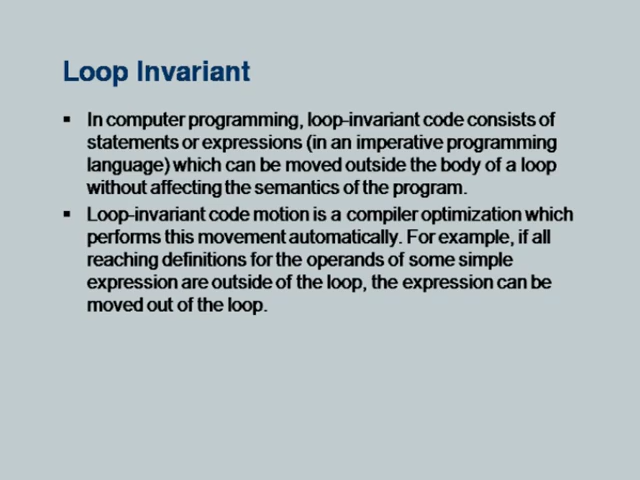 Loop Invariant
▪ In computer programming, loop-invariant code consists of
statements or expressions (in an imperative programming
language) which can be moved outside the body of a loop
without affecting the semantics of the program.
▪ Loop-invariant code motion is a compiler optimization which
performs this movement automatically. For example, if all
reaching definitions for the operands of some simple
expression are outside of the loop, the expression can be
moved out of the loop.